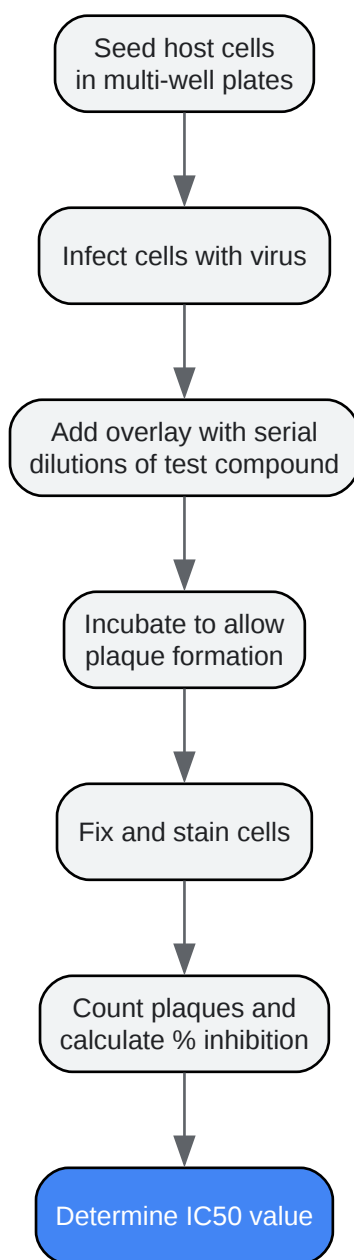 Seed host cells
in multi-well plates
Infect cells with virus
Add overlay with serial
dilutions of test compound
Incubate to allow
plaque formation
Fix and stain cells
Count plaques and
calculate % inhibition
Determine IC50 value